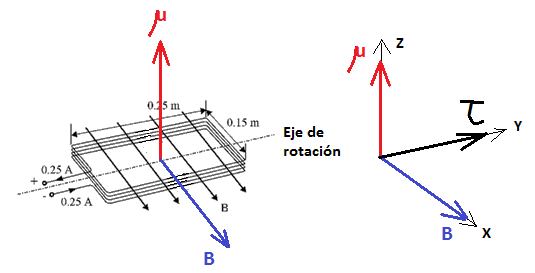 μ
0.25 m
0.15 m
Eje de
rotación
0.25 A
+
-
0.25 A
B
B
μ
Z
τ
Y
B
X